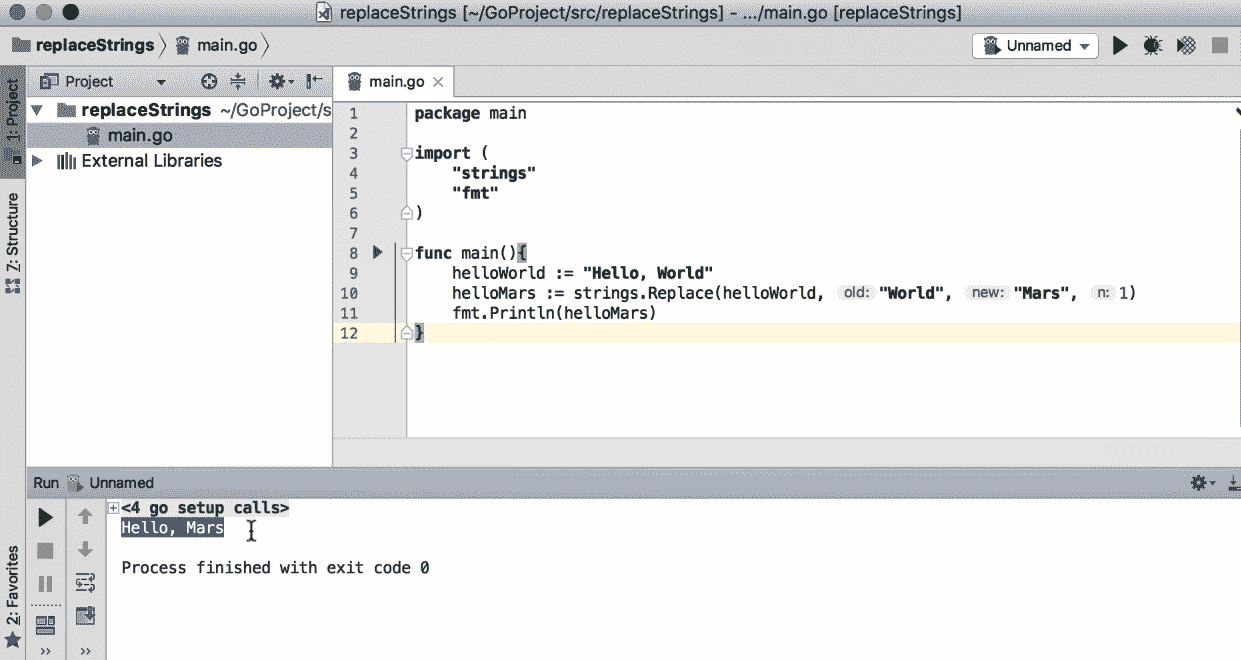 replaceStrings [~/GoProject/src/replaceStrings] - .../main.go [replaceStrings]
replaceStrings main.go Unnamed
1: Project
Project
main.go
replaceStrings ~/GoProject/s
main.go
External Libraries
7: Structure
2: Favorites
1 package main
2
3 import (
4 "strings"
5 "fmt"
6 )
7
8 func main(){
9 helloWorld := "Hello, World"
10 helloMars := strings.Replace(helloWorld, old: "World", new: "Mars", n: 1)
11 fmt.Println(helloMars)
12 }
Run Unnamed
<4 go setup calls>
Hello, Mars
Process finished with exit code 0